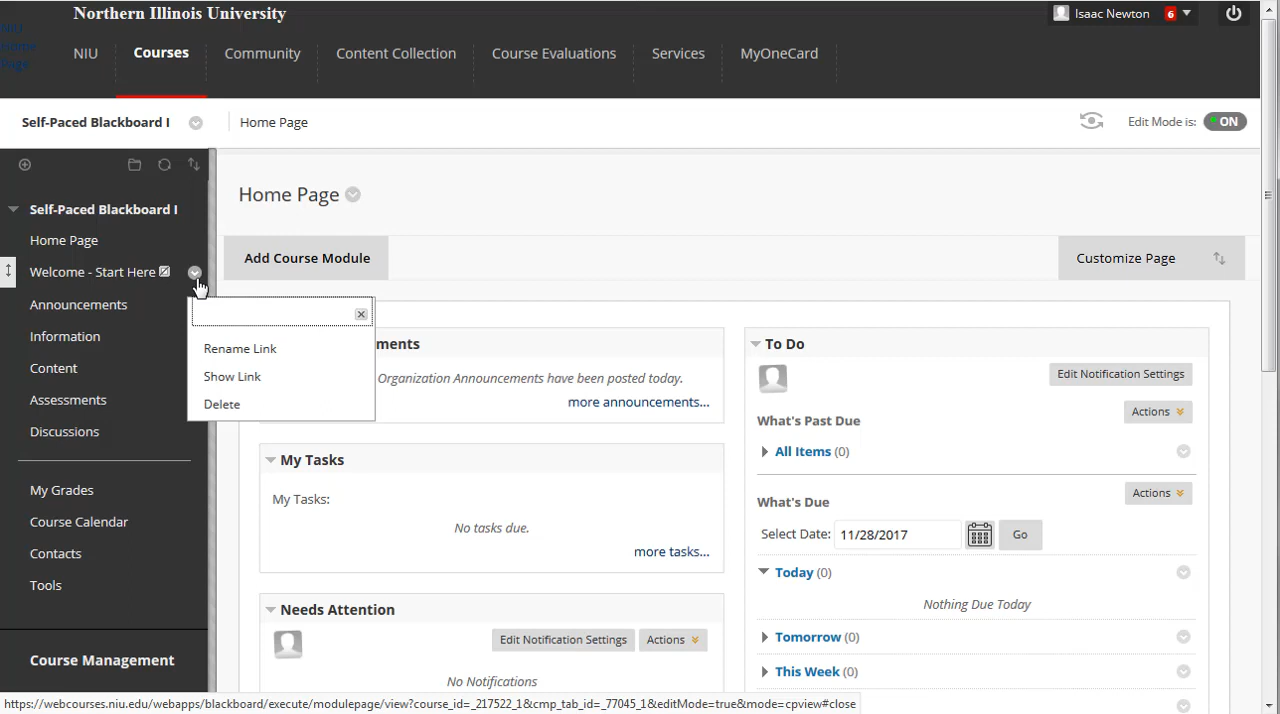 Northern Illinois University
Isaac Newton
6
NIU
Home
Page
NIU
Courses
Community
Content Collection
Course Evaluations
Services
MyOneCard
Self-Paced Blackboard I
Home Page
Edit Mode is:
ON
Self-Paced Blackboard I
Home Page
Welcome - Start Here
Announcements
Information
Content
Assessments
Discussions
My Grades
Course Calendar
Contacts
Tools
Course Management
Rename Link
Show Link
Delete
Home Page
Add Course Module
Customize Page
ments
Organization Announcements have been posted today.
more announcements...
My Tasks
My Tasks:
No tasks due.
more tasks...
Needs Attention
Edit Notification Settings
Actions
No Notifications
To Do
Edit Notification Settings
Actions
What's Past Due
All Items (0)
Actions
What's Due
Select Date:
11/28/2017
Go
Today (0)
Nothing Due Today
Tomorrow (0)
This Week (0)
https://webcourses.niu.edu/webapps/blackboard/execute/modulepage/view?course_id=_217522_1&cmp_tab_id=_77045_1&editMode=true&mode=cpview#close